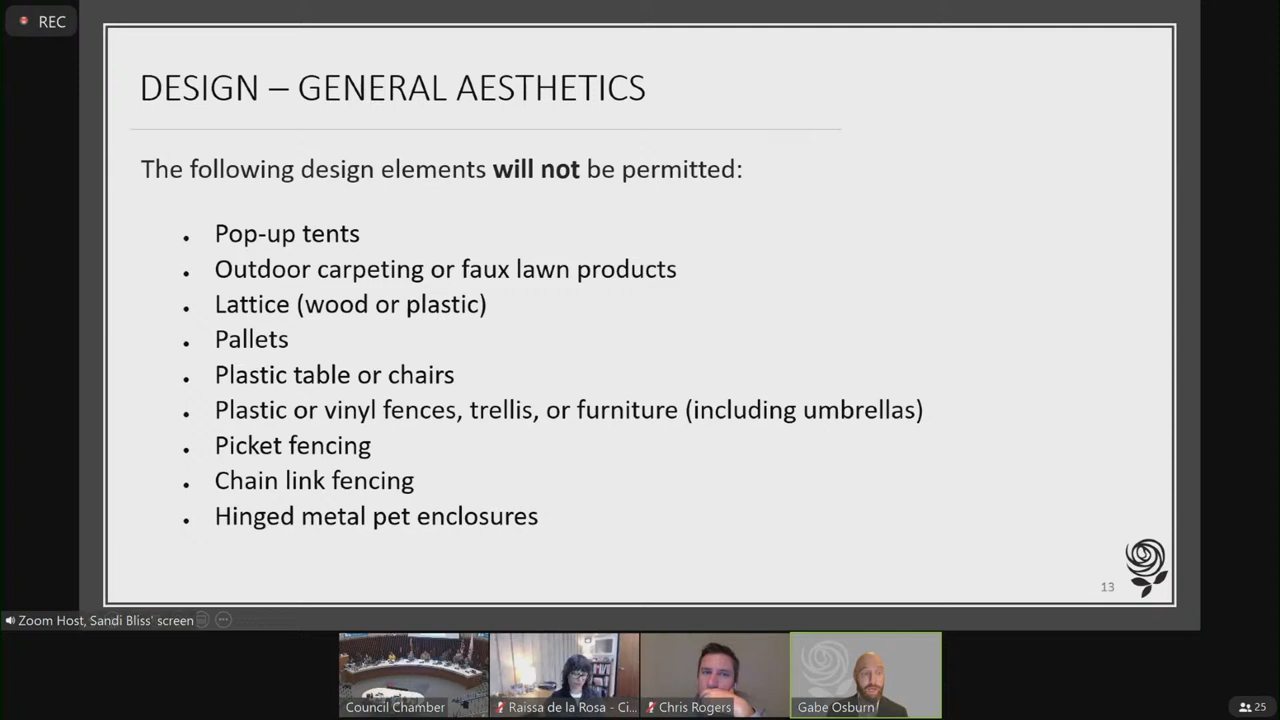 REC
DESIGN – GENERAL AESTHETICS
The following design elements will not be permitted:
• Pop-up tents
• Outdoor carpeting or faux lawn products
• Lattice (wood or plastic)
• Pallets
• Plastic table or chairs
• Plastic or vinyl fences, trellis, or furniture (including umbrellas)
• Picket fencing
• Chain link fencing
• Hinged metal pet enclosures
13
Zoom Host, Sandi Bliss' screen
Council Chamber
Raissa de la Rosa - Ci...
Chris Rogers
Gabe Osburn
25